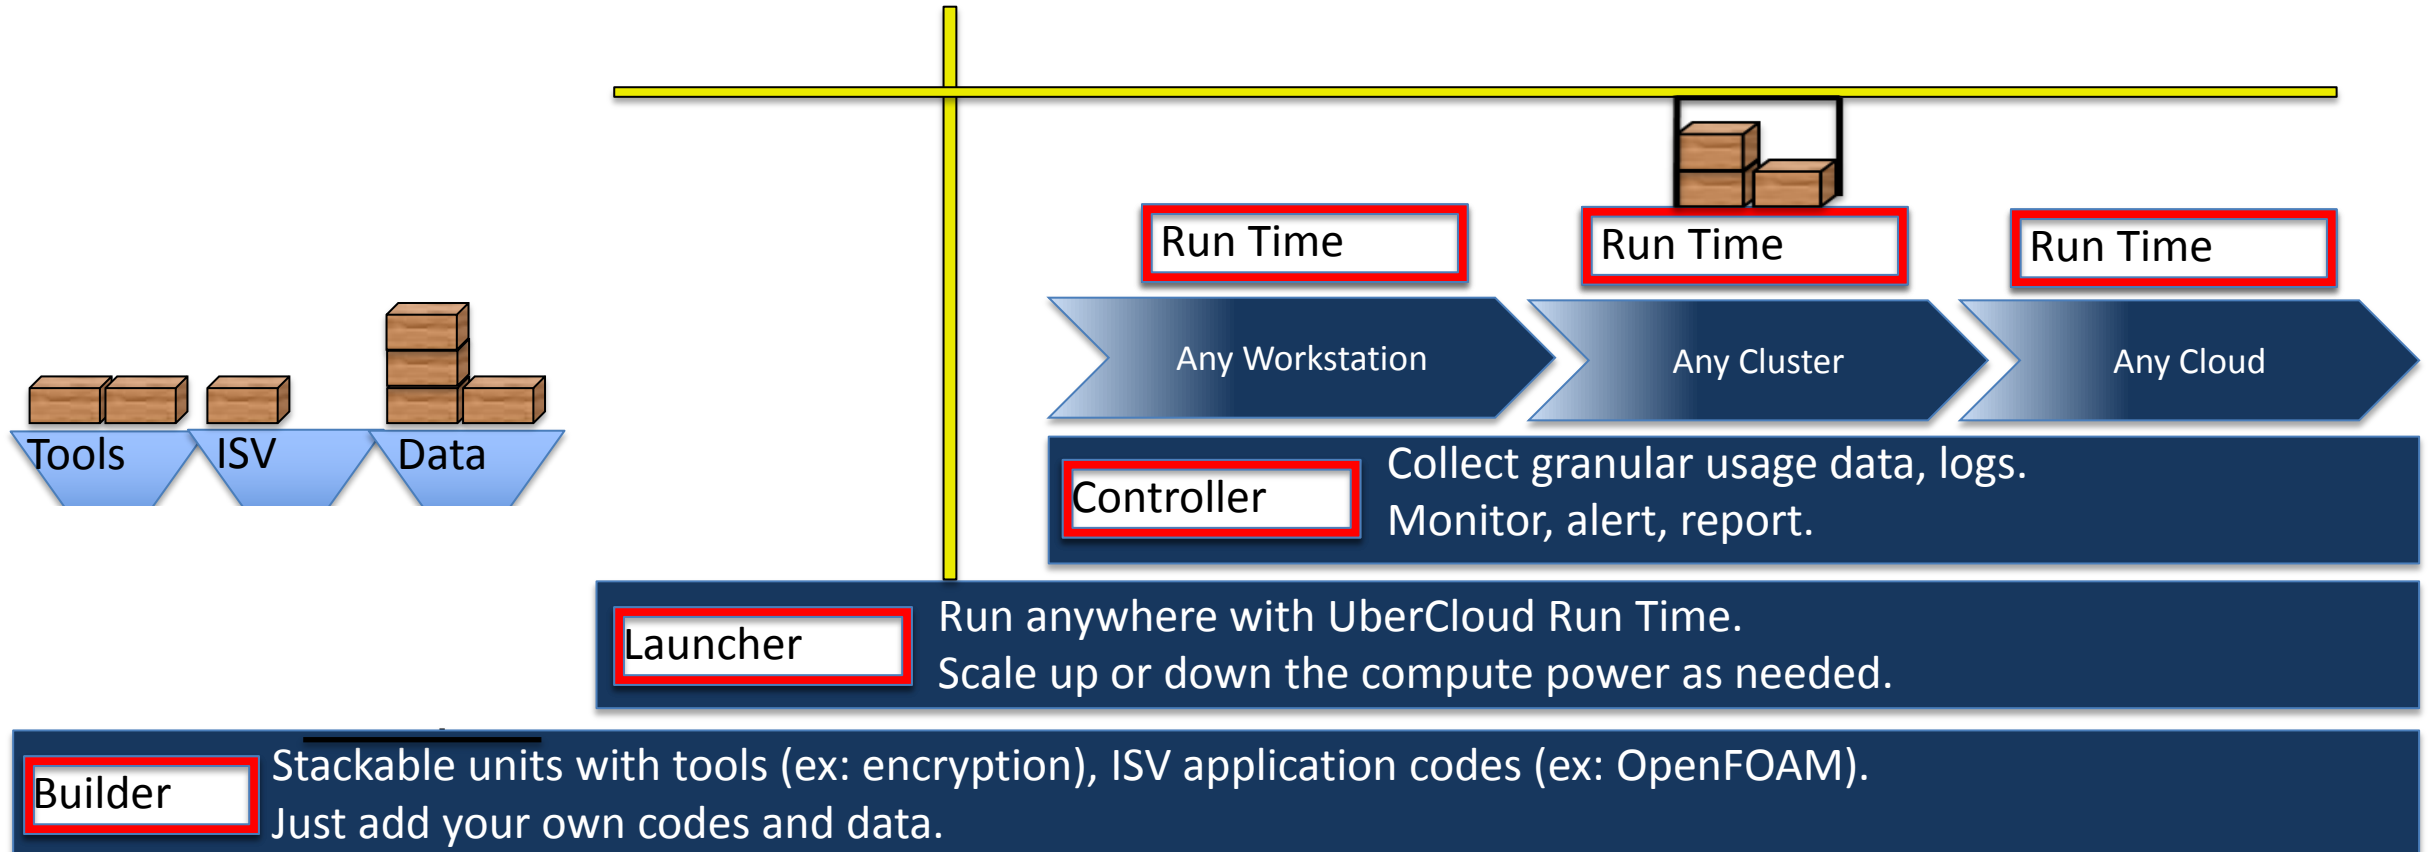 Run Time
Run Time
Run Time
Any Workstation
Any Cluster
Any Cloud
Tools
ISV
Data
Controller
Collect granular usage data, logs.
Monitor, alert, report.
Launcher
Run anywhere with UberCloud Run Time.
Scale up or down the compute power as needed.
Builder
Stackable units with tools (ex: encryption), ISV application codes (ex: OpenFOAM).
Just add your own codes and data.